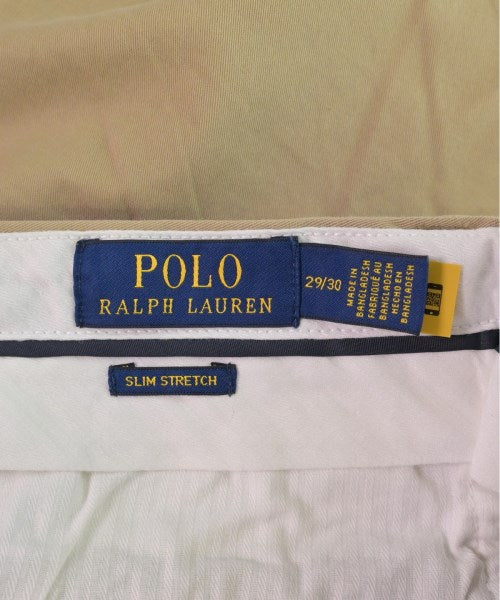 POLO
RALPH LAUREN
29/30
MADE IN
BANGLADESH
FABRIQUÉ AU
BANGLADESH
HECHO EN
BANGLADESH
SLIM STRETCH